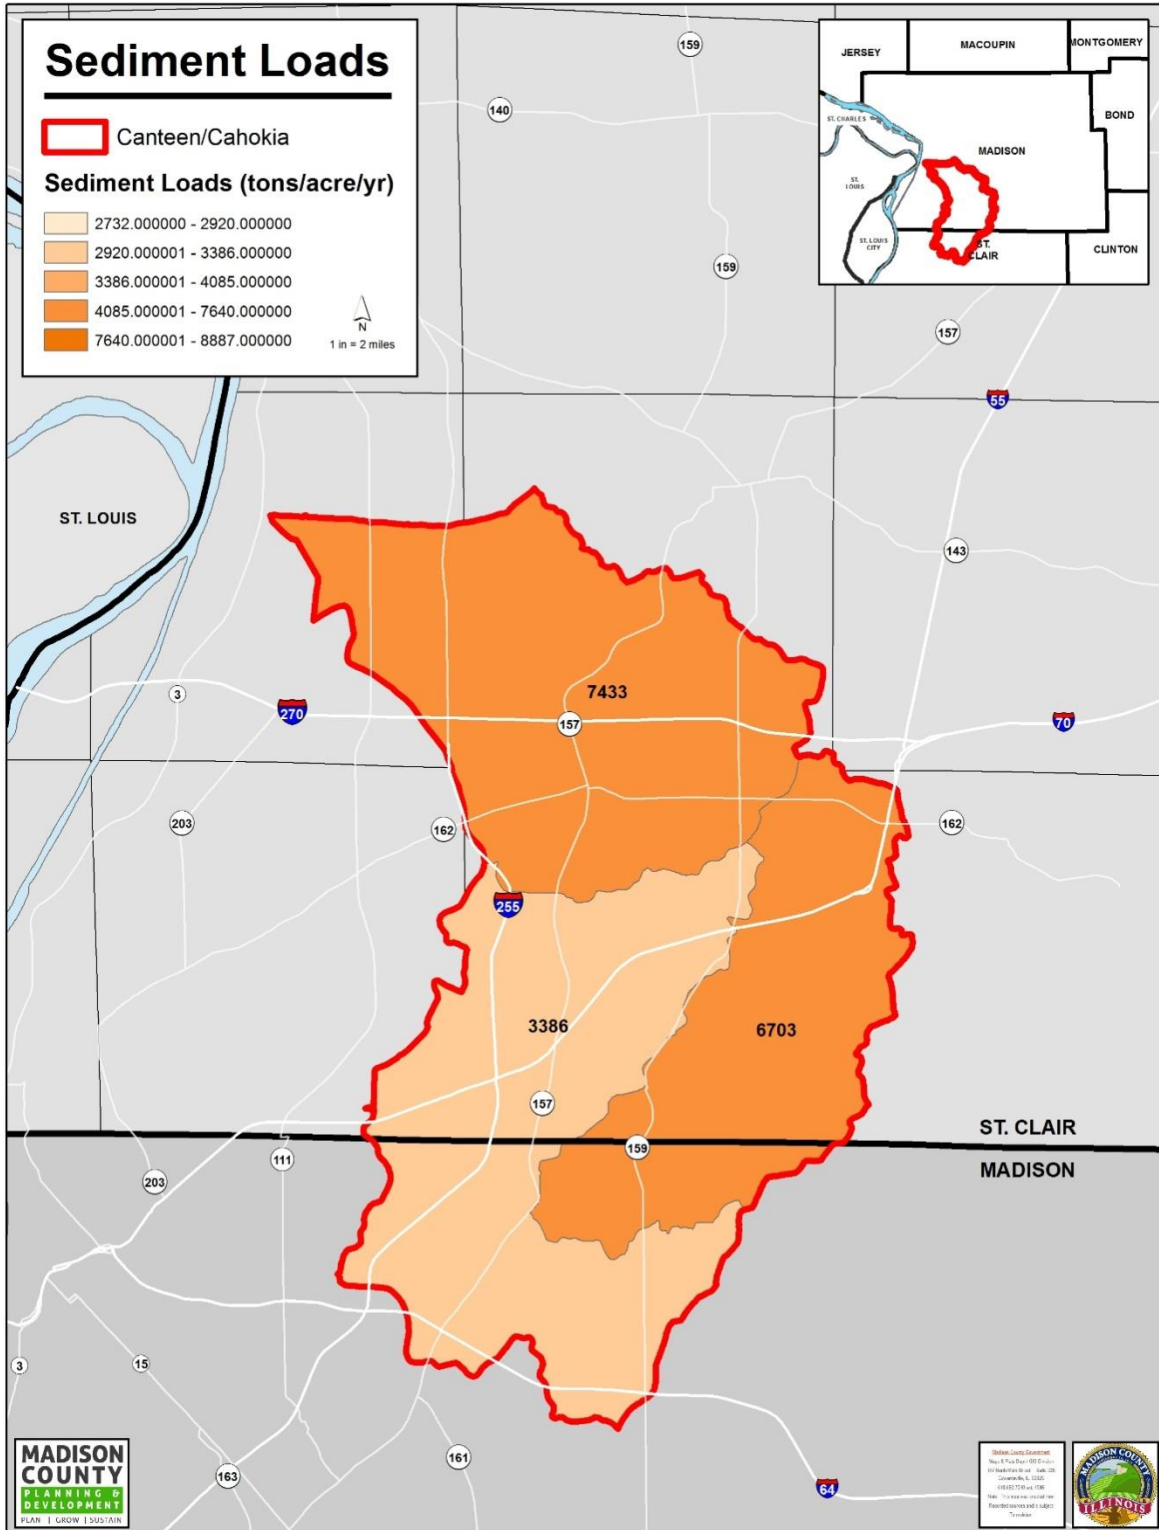 Sediment Loads
Canteen/Cahokia
Sediment Loads (tons/acre/yr)
2732.000000 - 2920.000000
2920.000001 - 3386.000000
3386.000001 - 4085.000000
4085.000001 - 7640.000000
7640.000001 - 8887.000000
N
1 in = 2 miles
JERSEY
MACOUPIN
MONTGOMERY
BOND
ST. CHARLES
MADISON
ST.
LOUIS
ST. LOUIS
CITY
ST.
CLAIR
CLINTON
159
140
159
157
55
ST. LOUIS
143
3
270
7433
157
70
203
162
162
255
3386
6703
157
159
ST. CLAIR
MADISON
111
203
3
15
161
163
64
MADISON
COUNTY
PLANNING &
DEVELOPMENT
PLAN | GROW | SUSTAIN
Madison County Government
MADISON COUNTY
ILLINOIS